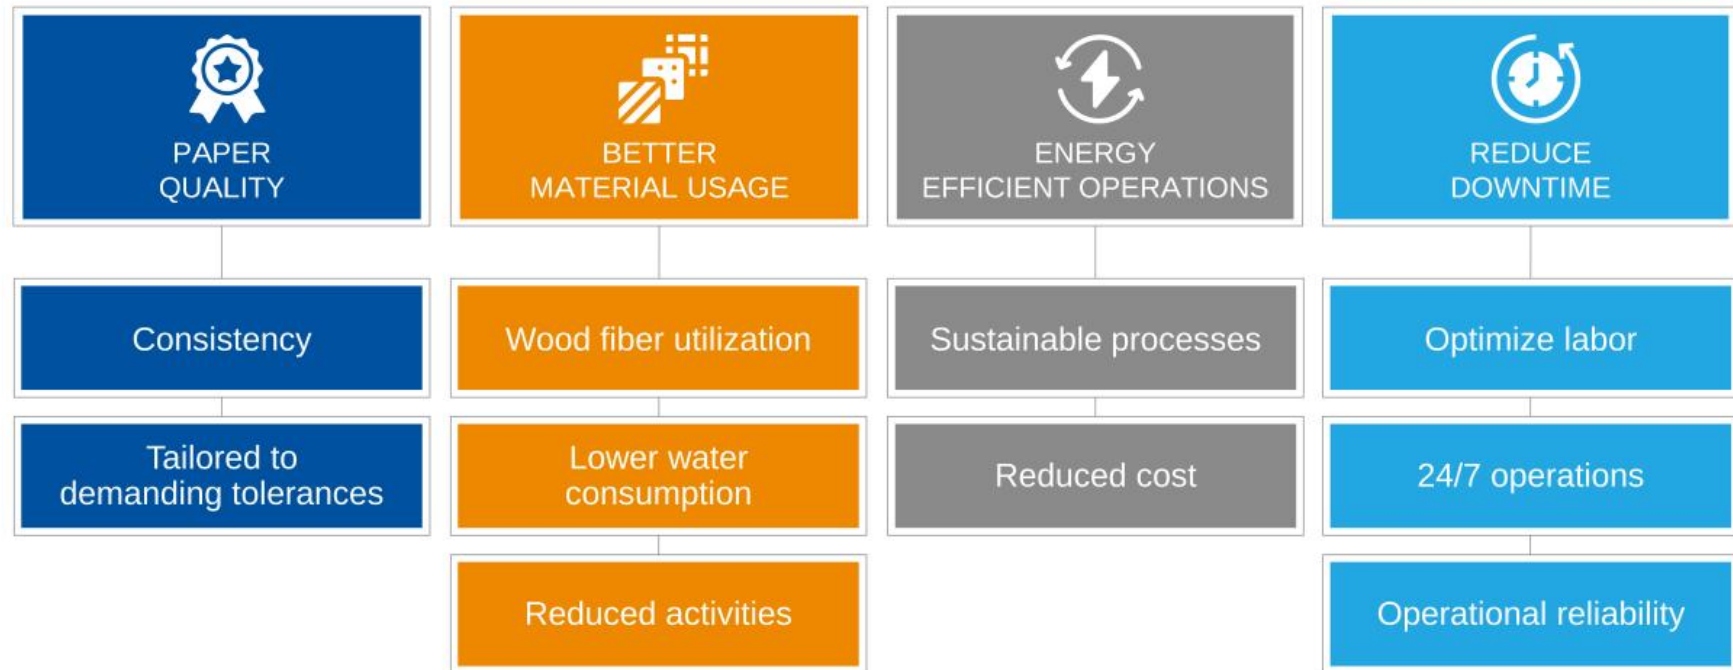 PAPER
QUALITY
Consistency
Tailored to
demanding tolerances
BETTER
MATERIAL USAGE
Wood fiber utilization
Lower water
consumption
Reduced activities
ENERGY
EFFICIENT OPERATIONS
Sustainable processes
Reduced cost
REDUCE
DOWNTIME
Optimize labor
24/7 operations
Operational reliability